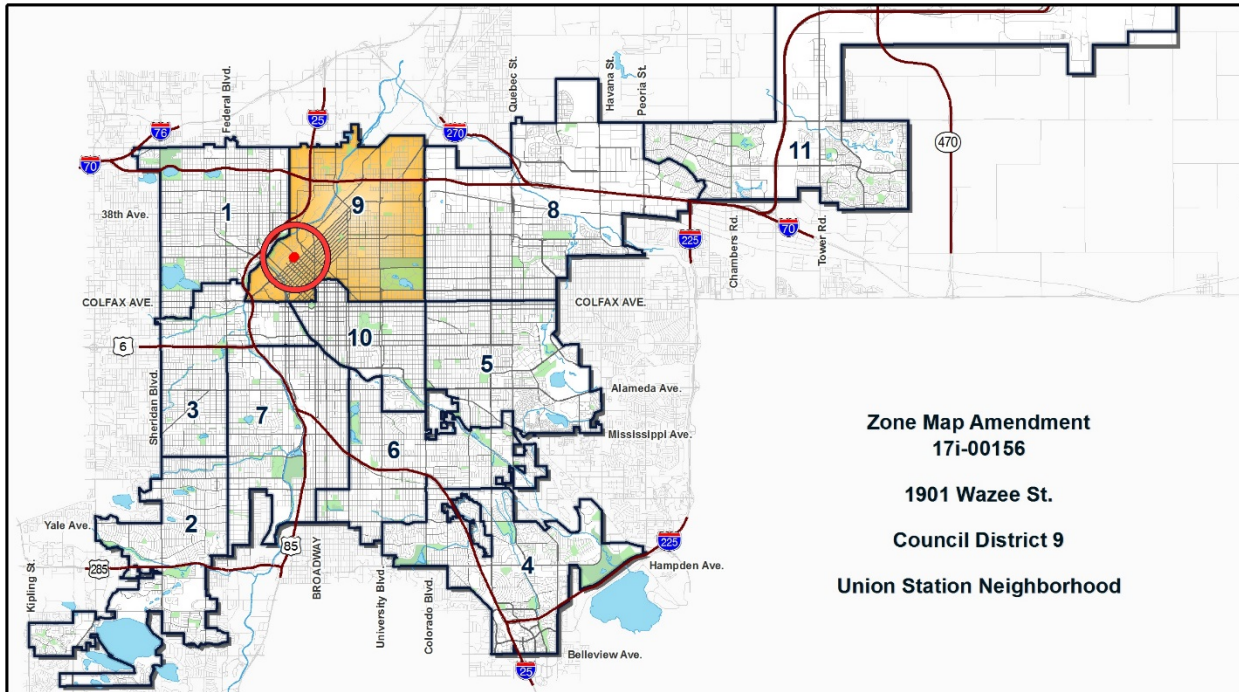 Federal Blvd.
Quebec St.
Havana St.
Peoria St.
76
25
270
70
470
11
1
9
8
38th Ave.
225
70
Chambers Rd.
Tower Rd.
COLFAX AVE.
COLFAX AVE.
10
6
5
Sheridan Blvd.
Alameda Ave.
3
7
Mississippi Ave.
6
Zone Map Amendment
17i-00156
1901 Wazee St.
Council District 9
Union Station Neighborhood
Yale Ave.
2
85
225
Hampden Ave.
4
285
Kipling St.
BROADWAY
University Blvd.
Colorado Blvd.
Belleview Ave.
25